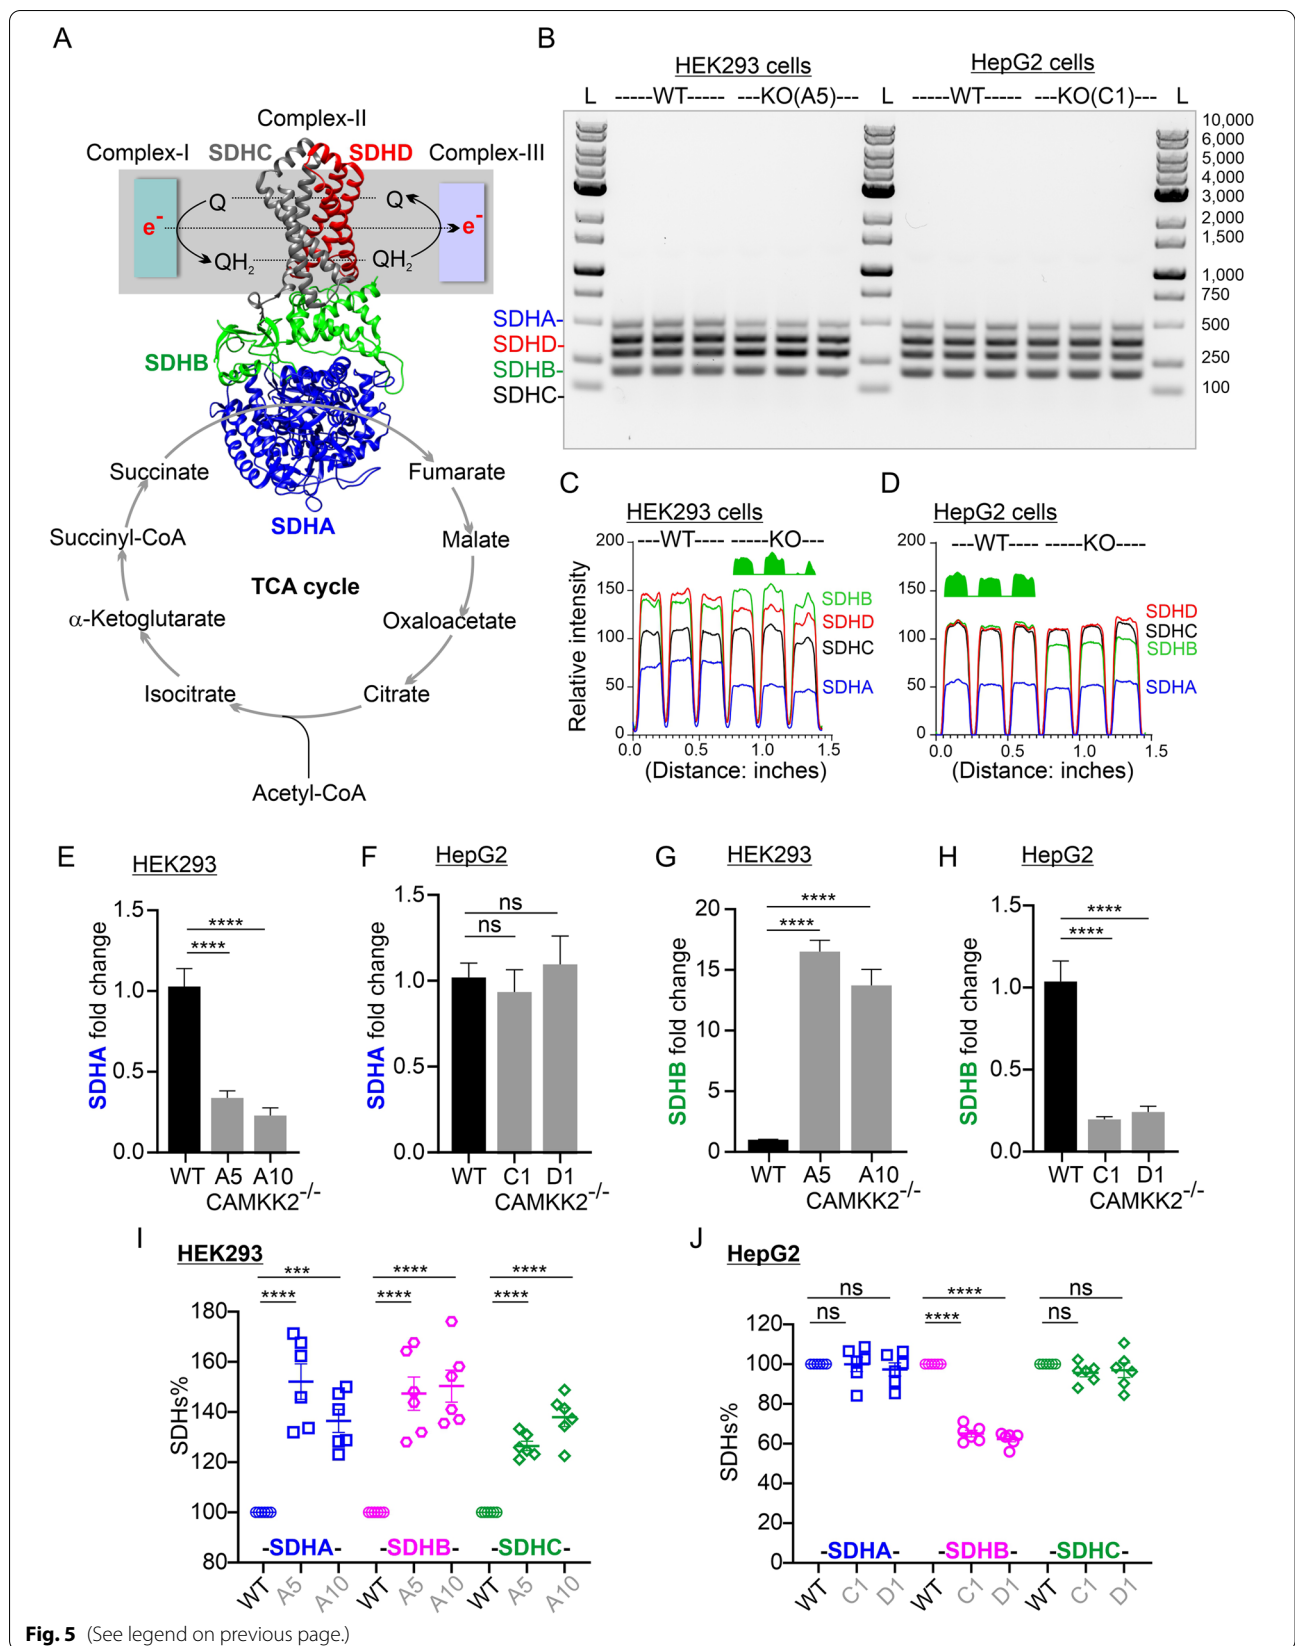 A
Complex-II
Complex-I SDHC SDHD Complex-III
Q Q
e- e-
QH2 QH2
SDHB
Succinate Fumarate
SDHA
Succinyl-CoA Malate
TCA cycle
α-Ketoglutarate Oxaloacetate
Isocitrate Citrate
Acetyl-CoA
B
HEK293 cells HepG2 cells
L -----WT----- ---KO(A5)--- L -----WT----- ---KO(C1)--- L
10,000
6,000
5,000
4,000
3,000
2,000
1,500
1,000
750
500
250
100
SDHA-
SDHD-
SDHB-
SDHC-
C
HEK293 cells
---WT---- -----KO---
Relative intensity
200
150
100
50
0
SDHB
SDHD
SDHC
SDHA
0.0 0.5 1.0 1.5
(Distance: inches)
D
HepG2 cells
---WT---- -----KO----
200
150
100
50
0
SDHD
SDHC
SDHB
SDHA
0.0 0.5 1.0 1.5
(Distance: inches)
E
HEK293
SDHA fold change
1.5
1.0
0.5
0.0
****
****
WT A5 A10
CAMKK2-/-
F
HepG2
SDHA fold change
1.5
1.0
0.5
0.0
ns
ns
WT C1 D1
CAMKK2-/-
G
HEK293
SDHB fold change
20
15
10
5
0
****
****
WT A5 A10
CAMKK2-/-
H
HepG2
SDHB fold change
1.5
1.0
0.5
0.0
****
****
WT C1 D1
CAMKK2-/-
I
HEK293
SDHs%
180
160
140
120
100
80
*** **** ****
**** **** ****
-SDHA- -SDHB- -SDHC-
WT A5 A10 WT A5 A10 WT A5 A10
J
HepG2
SDHs%
120
100
80
60
40
20
0
ns **** ns
ns **** ns
-SDHA- -SDHB- -SDHC-
WT C1 D1 WT C1 D1 WT C1 D1
Fig. 5 (See legend on previous page.)